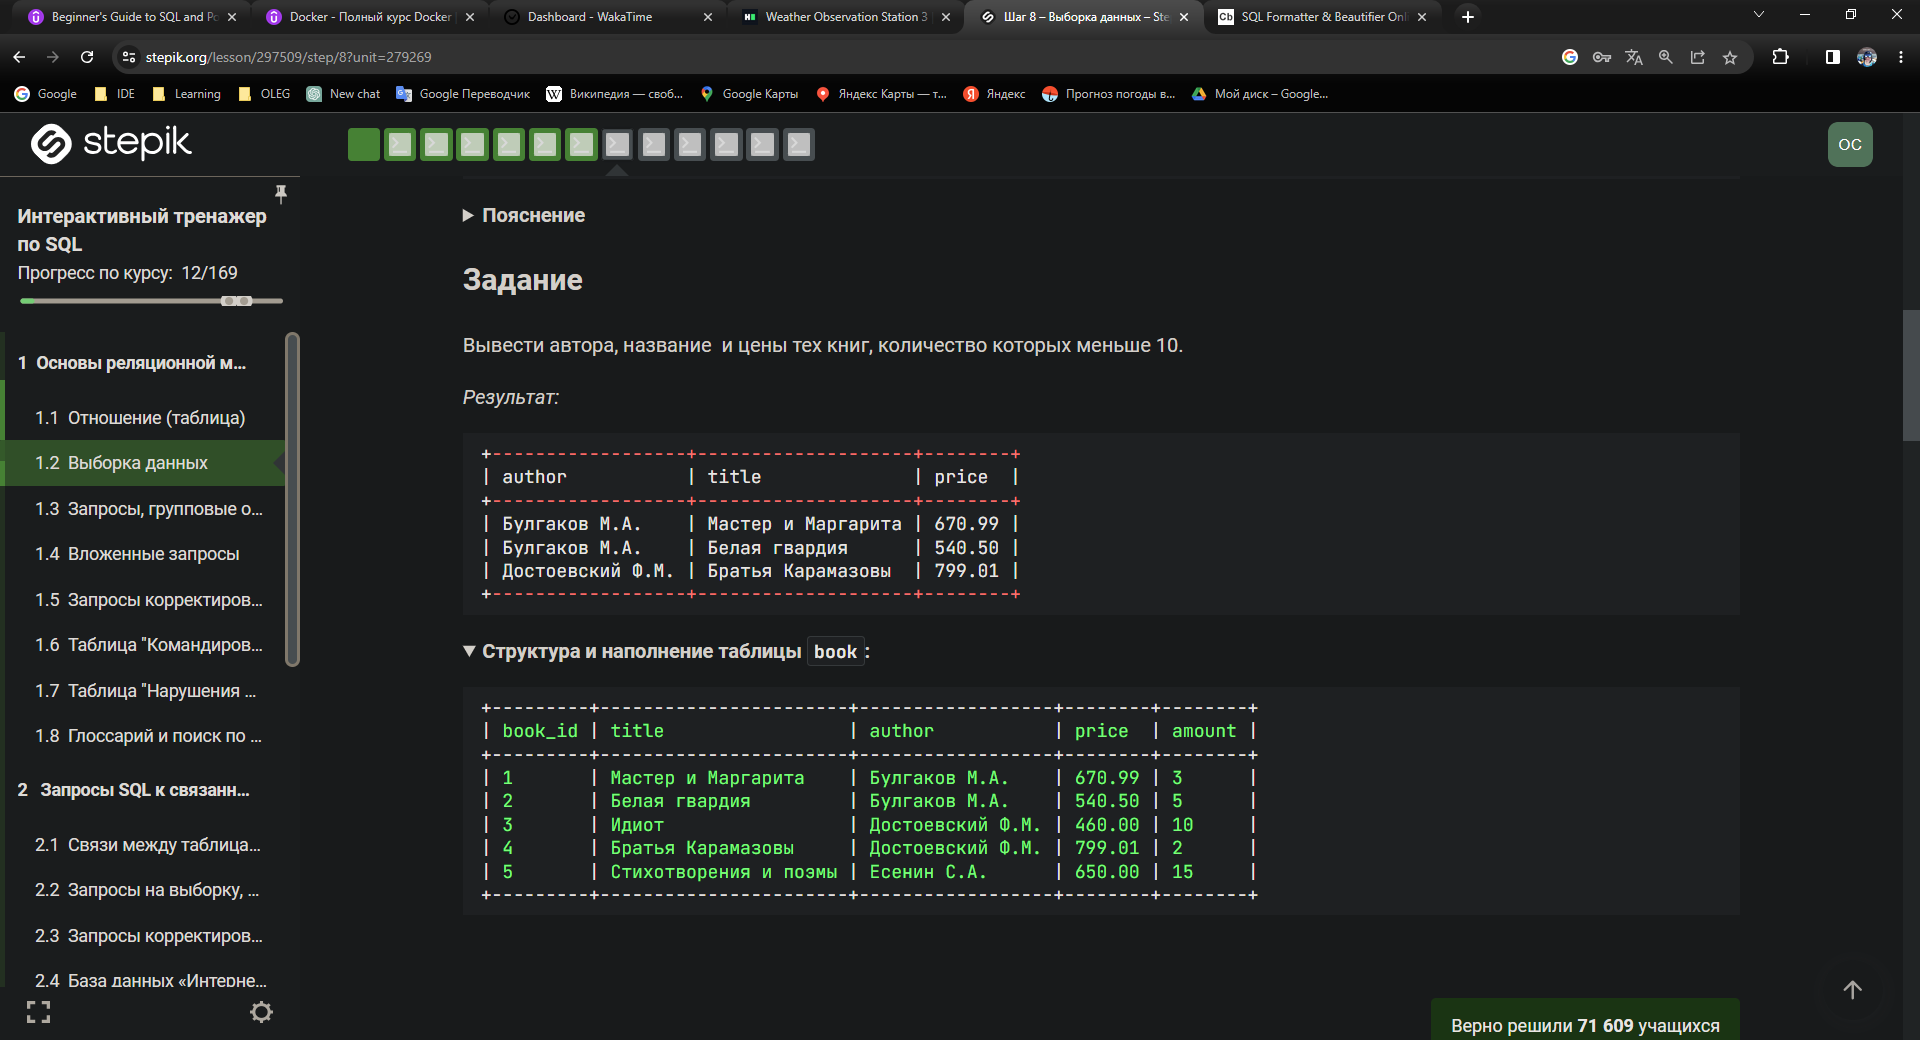 Beginner's Guide to SQL and Po
Docker - Полный курс Docker
Dashboard - WakaTime
Weather Observation Station 3
Шаг 8 – Выборка данных – Ste
Cb SQL Formatter & Beautifier Onli
stepik.org/lesson/297509/step/8?unit=279269
Google
IDE
Learning
OLEG
New chat
Google Переводчик
W Википедия — своб...
Google Карты
Яндекс Карты — т...
Я Яндекс
Прогноз погоды в...
Мой диск – Google...
stepik
OC
Интерактивный тренажер
по SQL
Прогресс по курсу: 12/169
1 Основы реляционной м...
1.1 Отношение (таблица)
1.2 Выборка данных
1.3 Запросы, групповые о...
1.4 Вложенные запросы
1.5 Запросы корректиров...
1.6 Таблица "Командиров...
1.7 Таблица "Нарушения ...
1.8 Глоссарий и поиск по ...
2 Запросы SQL к связанн...
2.1 Связи между таблица...
2.2 Запросы на выборку, ...
2.3 Запросы корректиров...
2.4 База данных «Интерне...
Пояснение
Задание
Вывести автора, название и цены тех книг, количество которых меньше 10.
Результат:
+------------------+--------------------+--------+
| author | title | price |
+------------------+--------------------+--------+
| Булгаков М.А. | Мастер и Маргарита | 670.99 |
| Булгаков М.А. | Белая гвардия | 540.50 |
| Достоевский Ф.М. | Братья Карамазовы | 799.01 |
+------------------+--------------------+--------+
Структура и наполнение таблицы book:
+---------+-----------------------+------------------+--------+--------+
| book_id | title | author | price | amount |
+---------+-----------------------+------------------+--------+--------+
| 1 | Мастер и Маргарита | Булгаков М.А. | 670.99 | 3 |
| 2 | Белая гвардия | Булгаков М.А. | 540.50 | 5 |
| 3 | Идиот | Достоевский Ф.М. | 460.00 | 10 |
| 4 | Братья Карамазовы | Достоевский Ф.М. | 799.01 | 2 |
| 5 | Стихотворения и поэмы | Есенин С.А. | 650.00 | 15 |
+---------+-----------------------+------------------+--------+--------+
Верно решили 71 609 учащихся